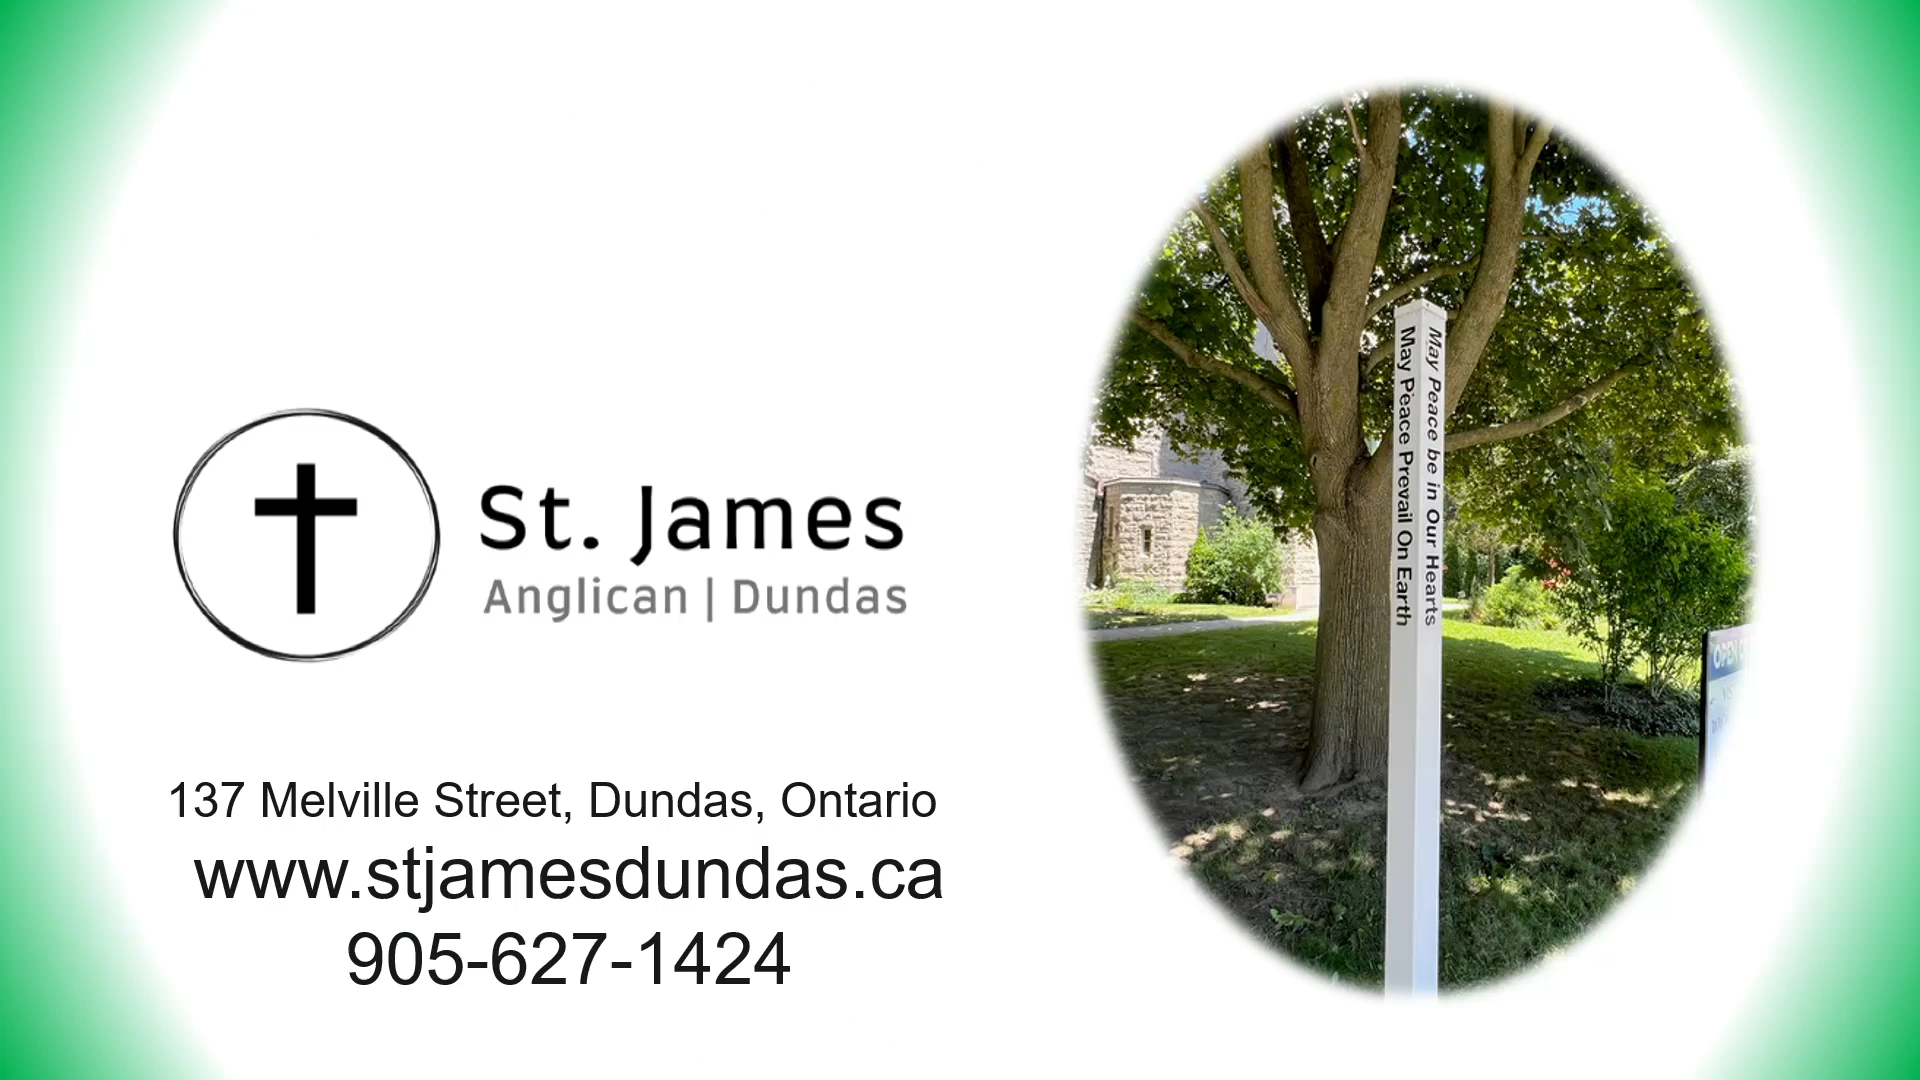 St. James
Anglican | Dundas
137 Melville Street, Dundas, Ontario
www.stjamesdundas.ca
905-627-1424
May Peace Prevail On Earth
May Peace be in Our Hearts
OPEN